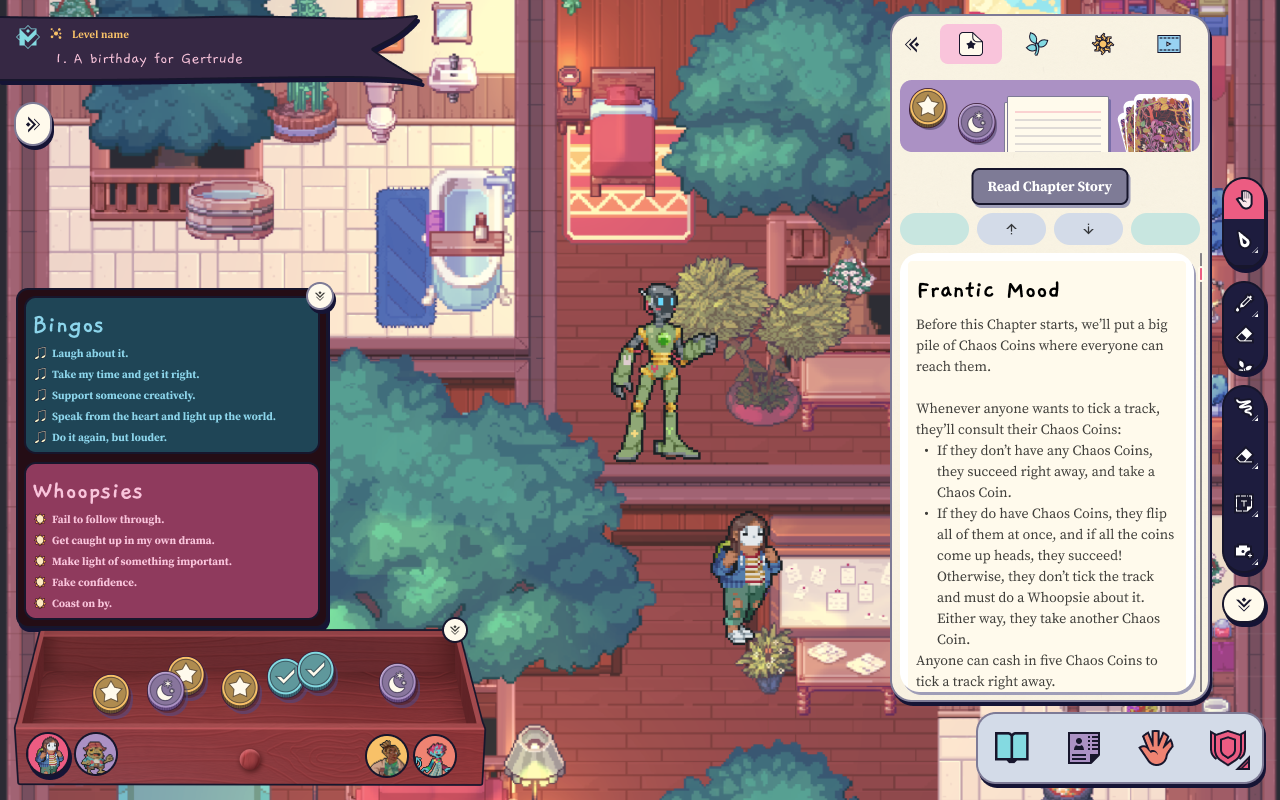 Level name
1. A birthday for Gertrude
Read Chapter Story
Frantic Mood
Before this Chapter starts, we’ll put a big
pile of Chaos Coins where everyone can
reach them.
Whenever anyone wants to tick a track,
they’ll consult their Chaos Coins:
• If they don’t have any Chaos Coins,
they succeed right away, and take a
Chaos Coin.
• If they do have Chaos Coins, they flip
all of them at once, and if all the coins
come up heads, they succeed!
Otherwise, they don’t tick the track
and must do a Whoopsie about it.
Either way, they take another Chaos
Coin.
Anyone can cash in five Chaos Coins to
tick a track right away.
Bingos
Laugh about it.
Take my time and get it right.
Support someone creatively.
Speak from the heart and light up the world.
Do it again, but louder.
Whoopsies
Fail to follow through.
Get caught up in my own drama.
Make light of something important.
Fake confidence.
Coast on by.